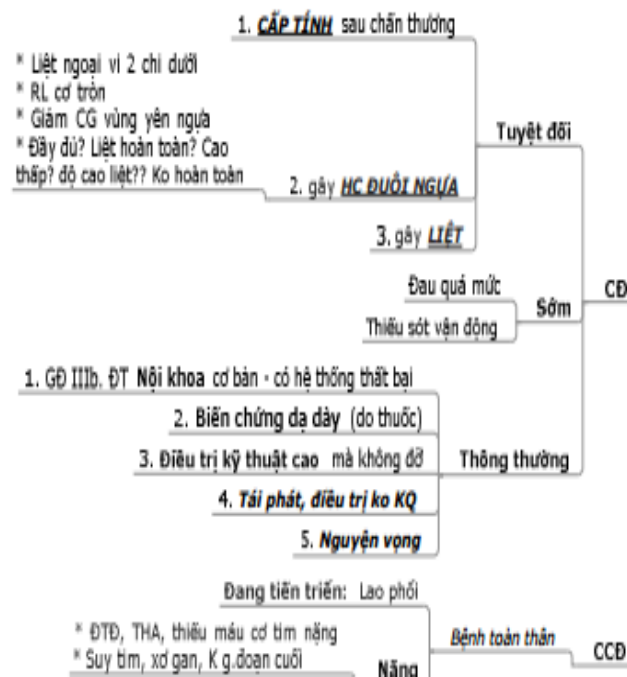 1. CẤP TÍNH sau chấn thương
* Liệt ngoại vi 2 chi dưới
* RL cơ tròn
* Giảm CG vùng yên ngựa
* Đầy đủ? Liệt hoàn toàn? Cao
thấp? độ cao liệt?? Ko hoàn toàn
2. gây HC ĐUÔI NGỰA
3. gây LIỆT
Tuyệt đối
Đau quá mức
Thiếu sót vận động
Sớm
CĐ
1. GĐ IIIb. ĐT Nội khoa cơ bản - có hệ thống thất bại
2. Biến chứng dạ dày (do thuốc)
3. Điều trị kỹ thuật cao mà không đỡ
4. Tái phát, điều trị ko KQ
5. Nguyện vọng
Thông thường
Đang tiến triển: Lao phổi
* ĐTĐ, THA, thiếu máu cơ tim nặng
* Suy tim, xơ gan, K g.đoạn cuối
Nặng
Bệnh toàn thân
CCĐ